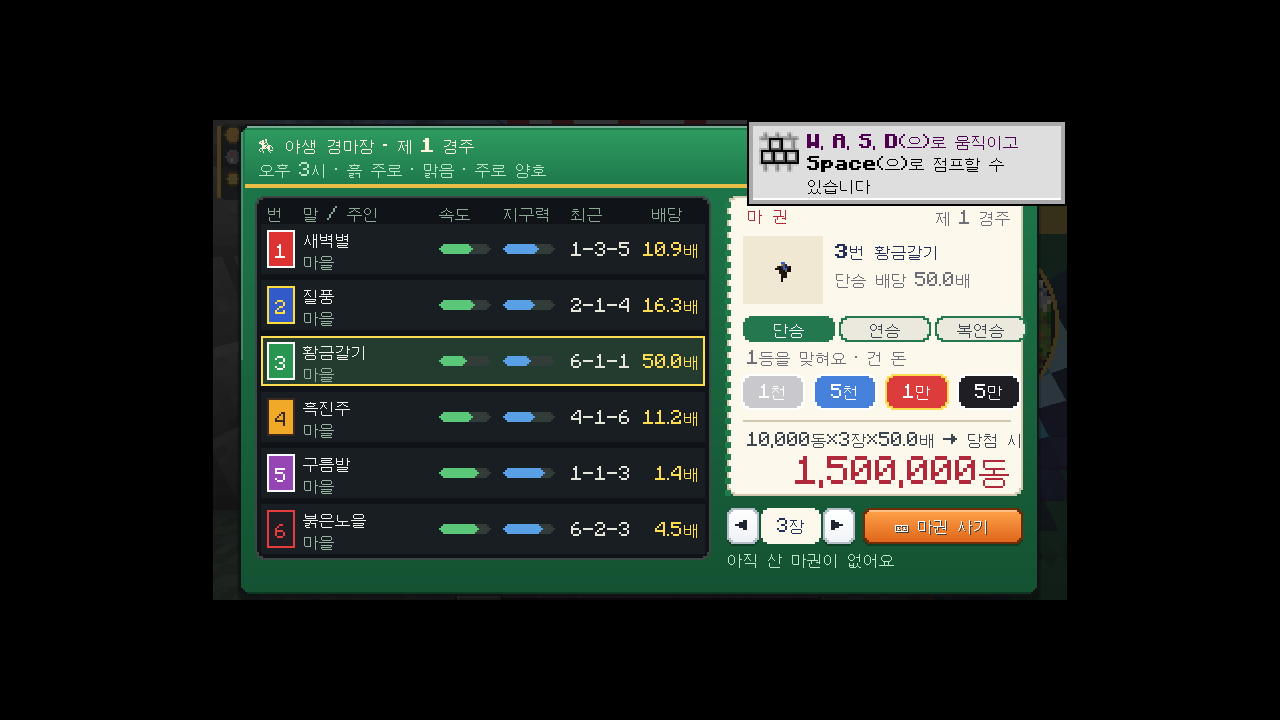 야생 경마장 - 제 1 경주
오후 3시 · 흙 주로 · 맑음 · 주로 양호
W, A, S, D(으)로 움직이고
Space(으)로 점프할 수
있습니다
번 말 / 주인 속도 지구력 최근 배당
1 새벽별 1-3-5 10.9배
마을
2 질풍 2-1-4 16.3배
마을
3 황금갈기 6-1-1 50.0배
마을
4 흑진주 4-1-6 11.2배
마을
5 구름발 1-1-3 1.4배
마을
6 붉은노을 6-2-3 4.5배
마을
마 권 제 1 경주
3번 황금갈기
단승 배당 50.0배
단승 연승 복연승
1등을 맞혀요 · 건 돈
1천 5천 1만 5만
10,000동×3장×50.0배 → 당첨 시
1,500,000동
◀ 3장 ▶ 마권 사기
아직 산 마권이 없어요